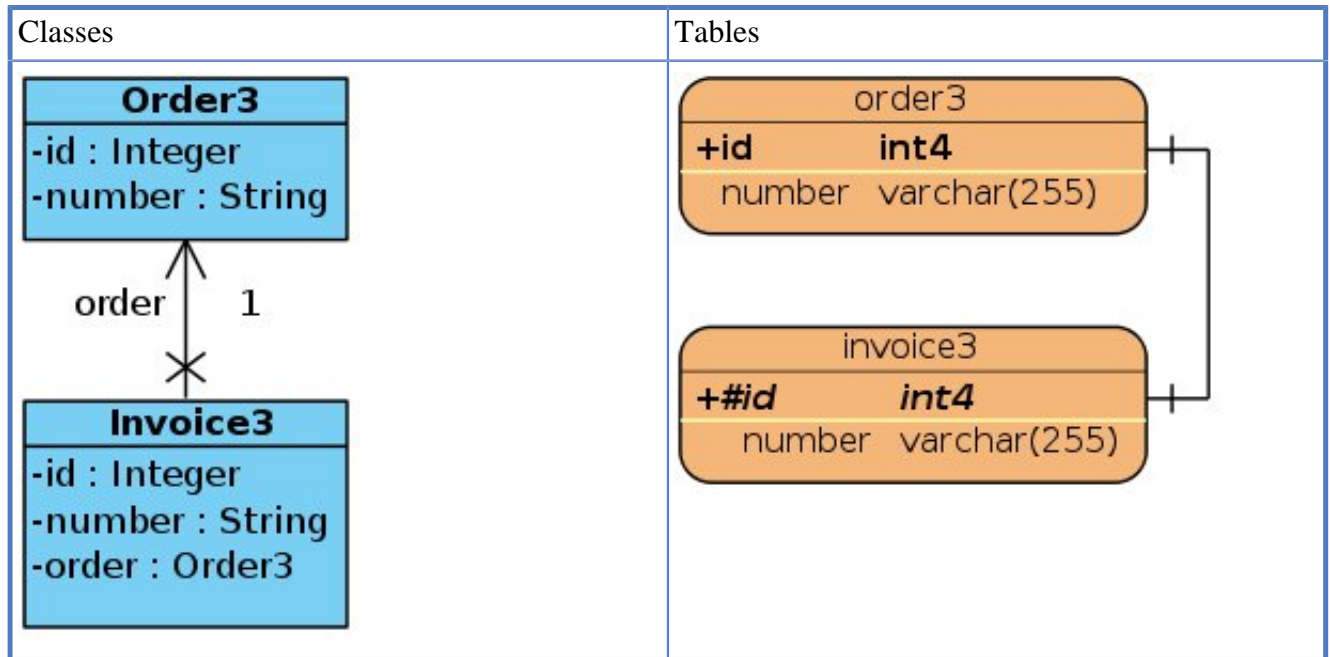 Classes
Tables
Order3
-id : Integer
-number : String
order 1
Invoice3
-id : Integer
-number : String
-order : Order3
order3
+id int4
number varchar(255)
invoice3
+#id int4
number varchar(255)